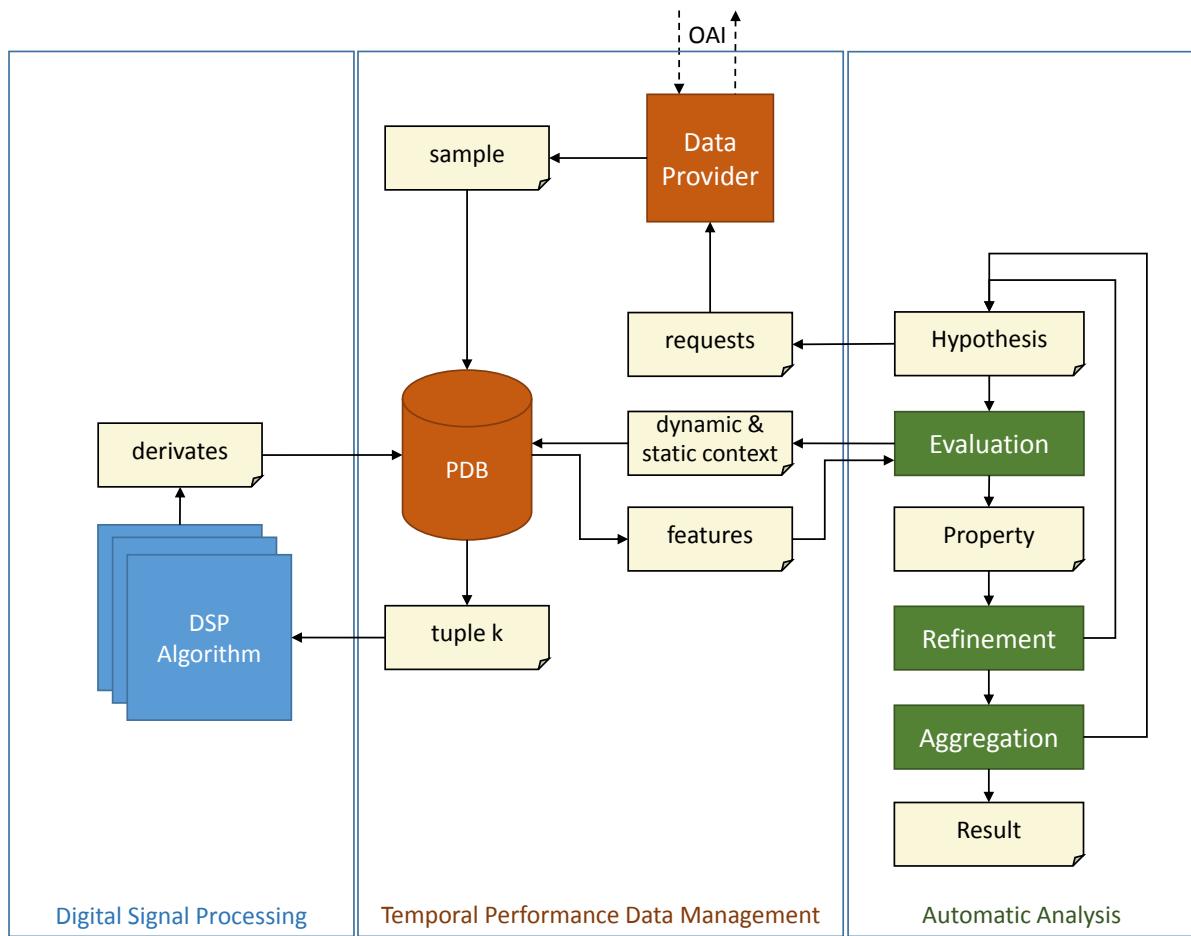 OAI
sample
Data
Provider
requests
Hypothesis
derivates
PDB
dynamic &
static context
Evaluation
features
Property
DSP
Algorithm
tuple k
Refinement
Aggregation
Result
Digital Signal Processing
Temporal Performance Data Management
Automatic Analysis